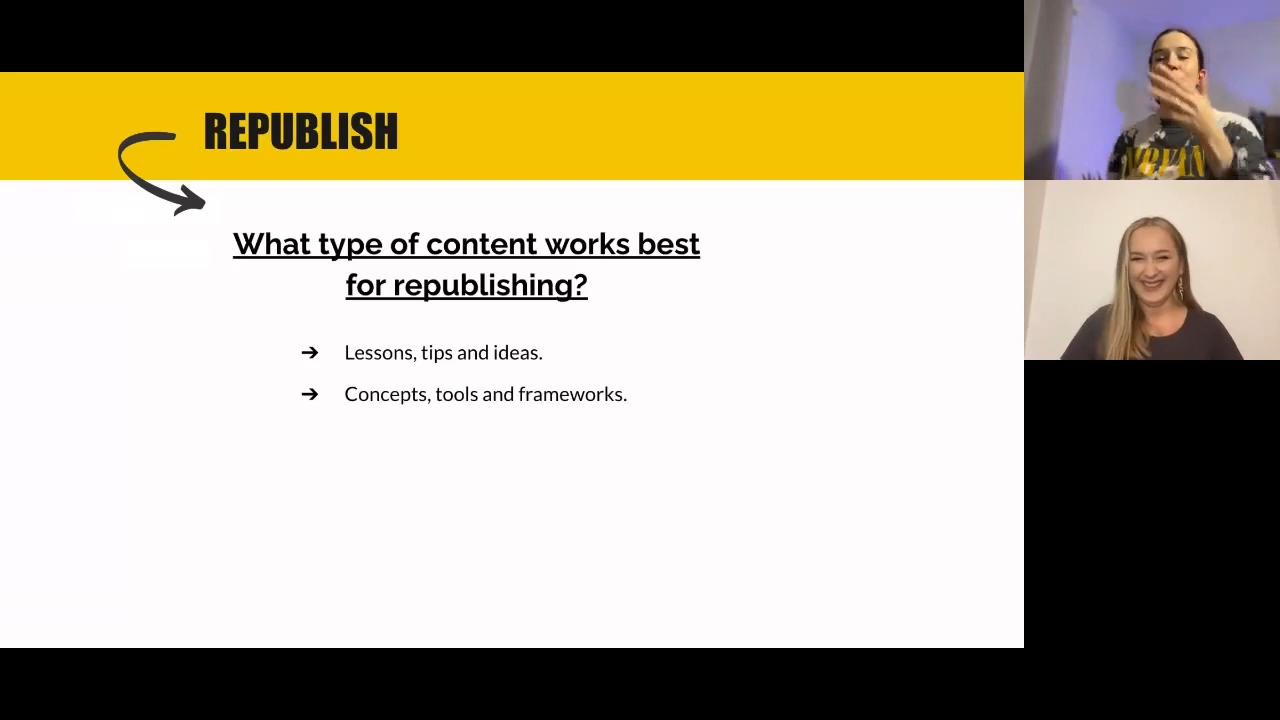 REPUBLISH
What type of content works best
for republishing?
➔ Lessons, tips and ideas.
➔ Concepts, tools and frameworks.